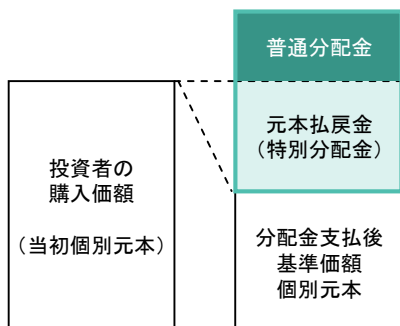 普通分配金
元本払戻金
（特別分配金）
投資者の
購入価額
（当初個別元本）
分配金支払後
基準価額
個別元本